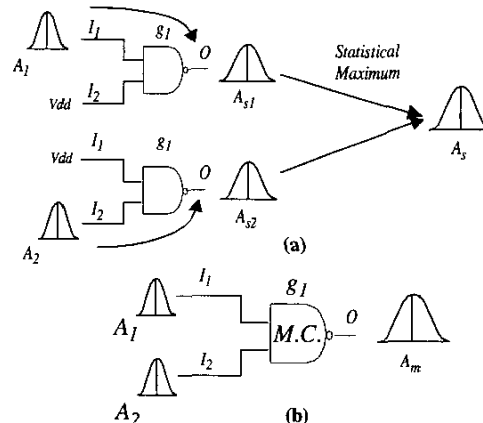 I1 g1 O
A1
Vdd I2
As1
Statistical
Maximum
As
Vdd I1 g1 O
I2
A2
As2
(a)
I1 g1
A1
M.C. O
Am
I2
A2
(b)